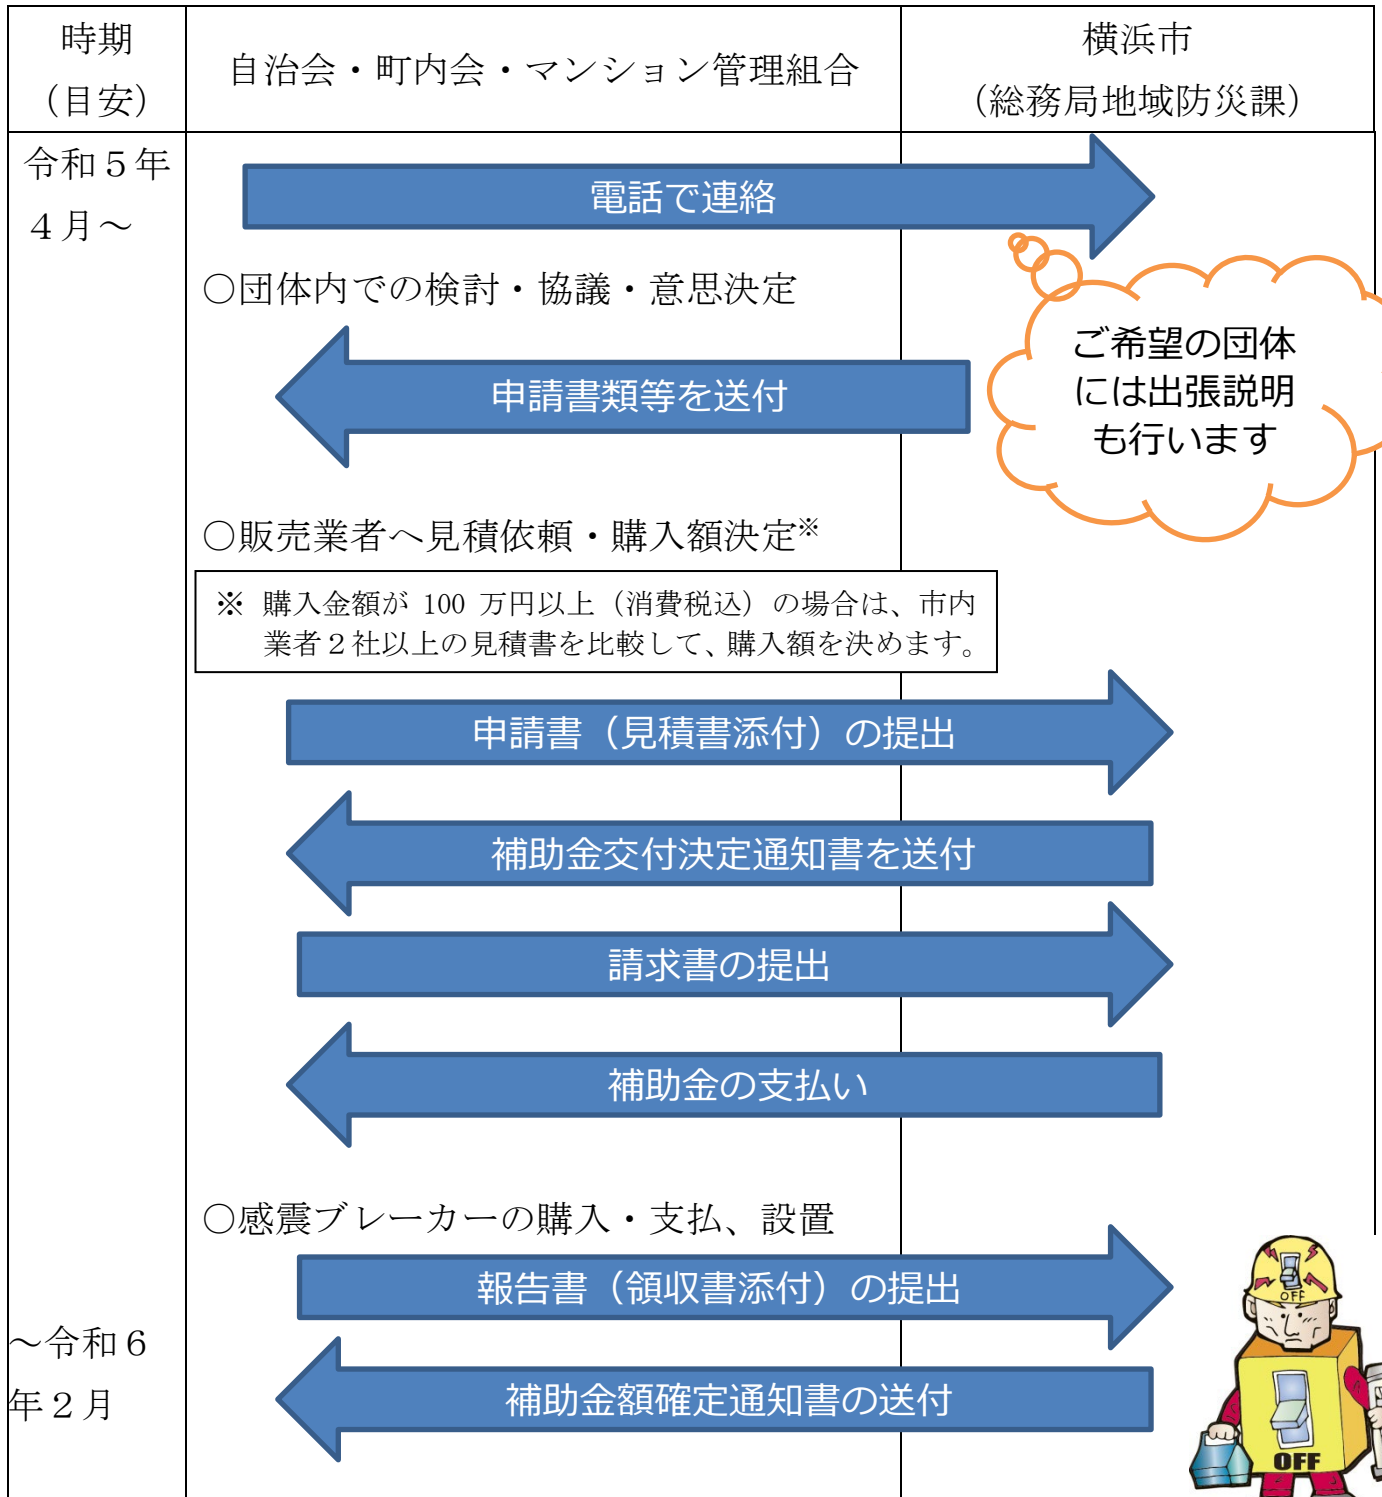 時期
（目安）
自治会・町内会・マンション管理組合
横浜市
（総務局地域防災課）
令和５年
４月～
電話で連絡
○団体内での検討・協議・意思決定
ご希望の団体
には出張説明
も行います
申請書類等を送付
○販売業者へ見積依頼・購入額決定※
※ 購入金額が 100 万円以上（消費税込）の場合は、市内
業者２社以上の見積書を比較して、購入額を決めます。
申請書（見積書添付）の提出
補助金交付決定通知書を送付
請求書の提出
補助金の支払い
○感震ブレーカーの購入・支払、設置
報告書（領収書添付）の提出
OFF
～令和６
年２月
補助金額確定通知書の送付
OFF